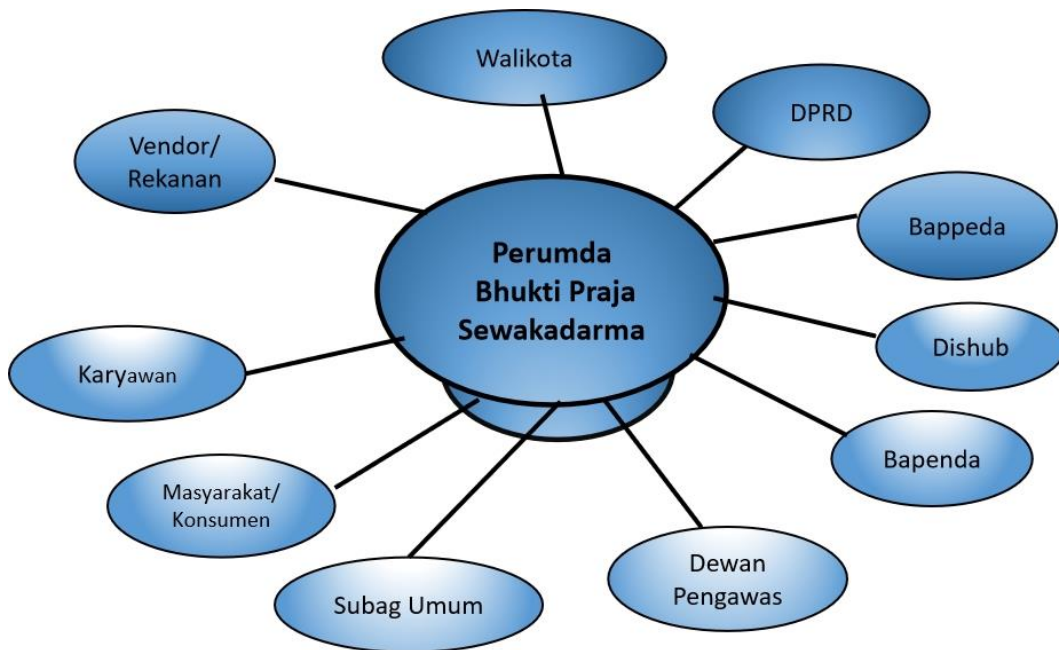 Walikota
DPRD
Vendor/
Rekanan
Bappeda
Perumda
Bhukti Praja
Sewakadarma
Dishub
Karyawan
Bapenda
Masyarakat/
Konsumen
Dewan
Pengawas
Subag Umum